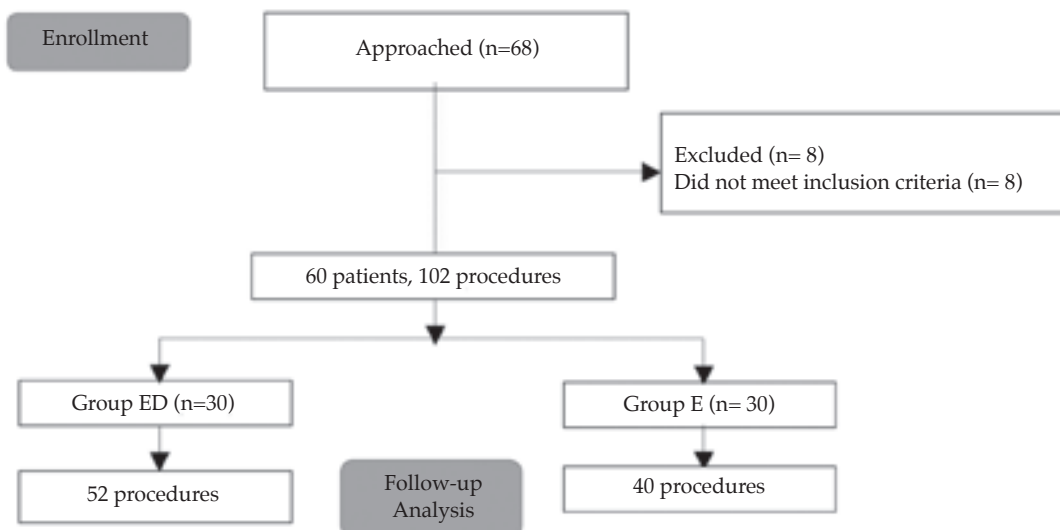 Enrollment
Approached (n=68)
Excluded (n= 8)
Did not meet inclusion criteria (n= 8)
60 patients, 102 procedures
Group ED (n=30)
Group E (n= 30)
52 procedures
40 procedures
Follow-up
Analysis